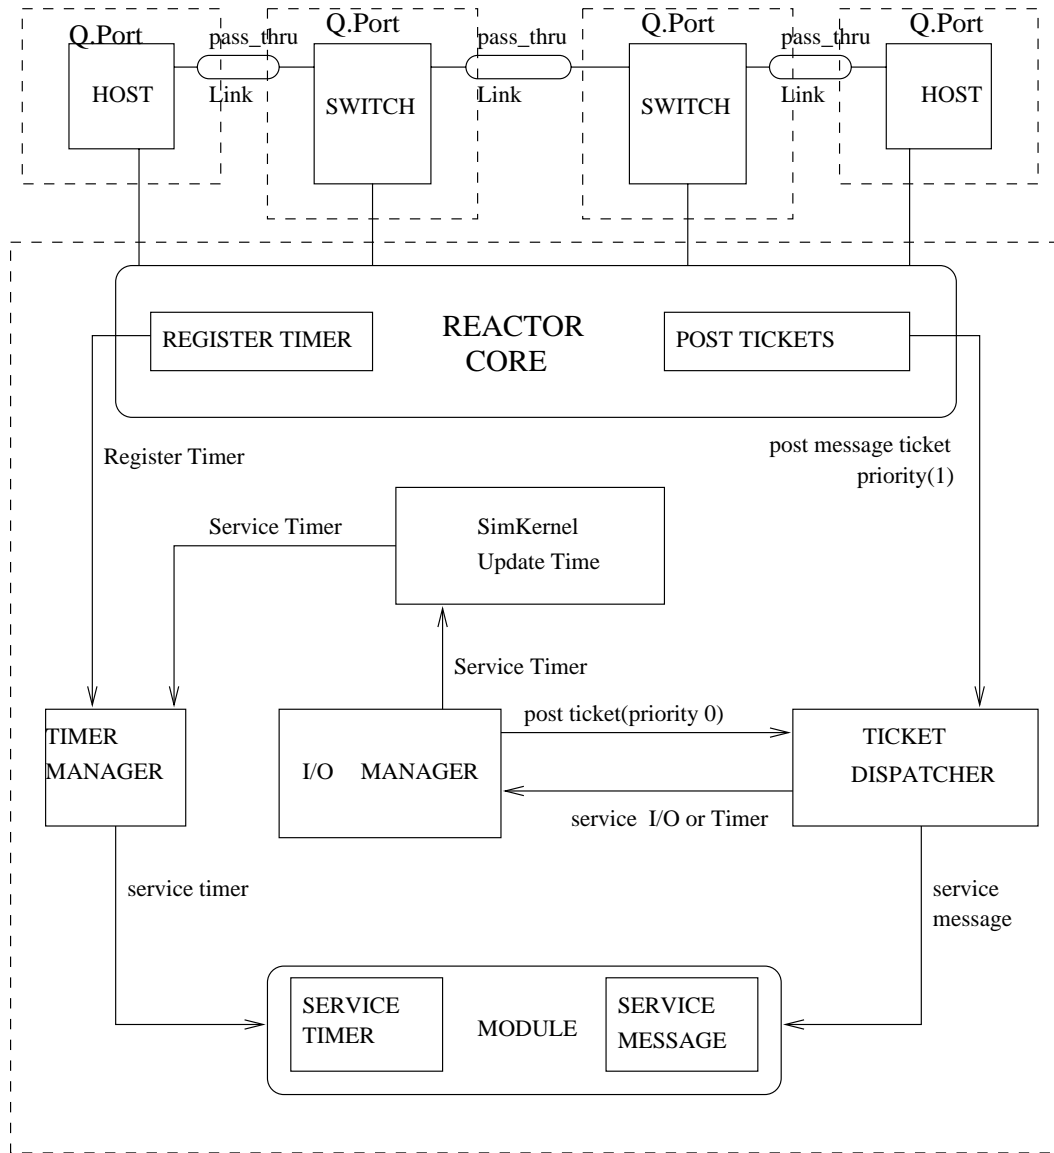 Q.Port
Q.Port
Q.Port
Q.Port
pass_thru
pass_thru
pass_thru
HOST
SWITCH
SWITCH
HOST
Link
Link
Link
REACTOR
CORE
REGISTER TIMER
POST TICKETS
Register Timer
post message ticket
priority(1)
Service Timer
SimKernel
Update Time
Service Timer
post ticket(priority 0)
TIMER
MANAGER
I/O MANAGER
TICKET
DISPATCHER
service I/O or Timer
service timer
service
message
SERVICE
TIMER
MODULE
SERVICE
MESSAGE